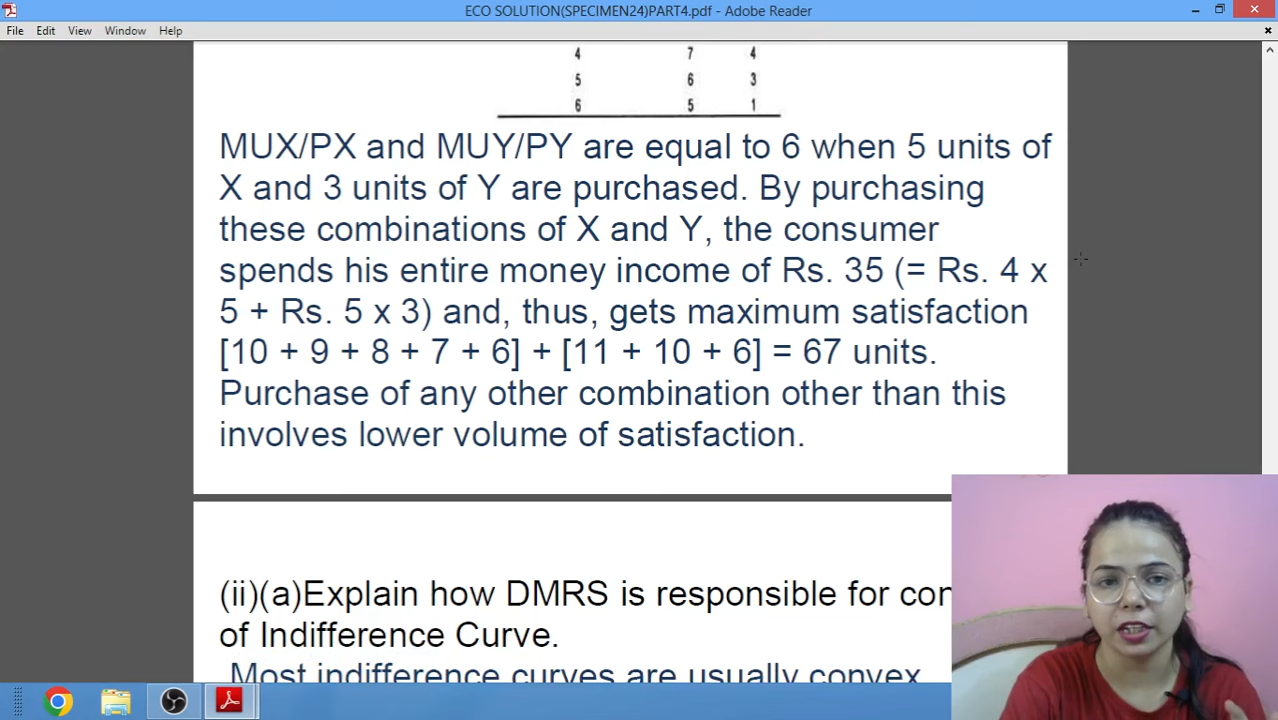 ECO SOLUTION(SPECIMEN24)PART4.pdf - Adobe Reader
File Edit View Window Help
4 7 4
5 6 3
6 5 1
MUX/PX and MUY/PY are equal to 6 when 5 units of
X and 3 units of Y are purchased. By purchasing
these combinations of X and Y, the consumer
spends his entire money income of Rs. 35 (= Rs. 4 x
5 + Rs. 5 x 3) and, thus, gets maximum satisfaction
[10 + 9 + 8 + 7 + 6] + [11 + 10 + 6] = 67 units.
Purchase of any other combination other than this
involves lower volume of satisfaction.
(ii)(a)Explain how DMRS is responsible for con
of Indifference Curve.
Most indifference curves are usually convex